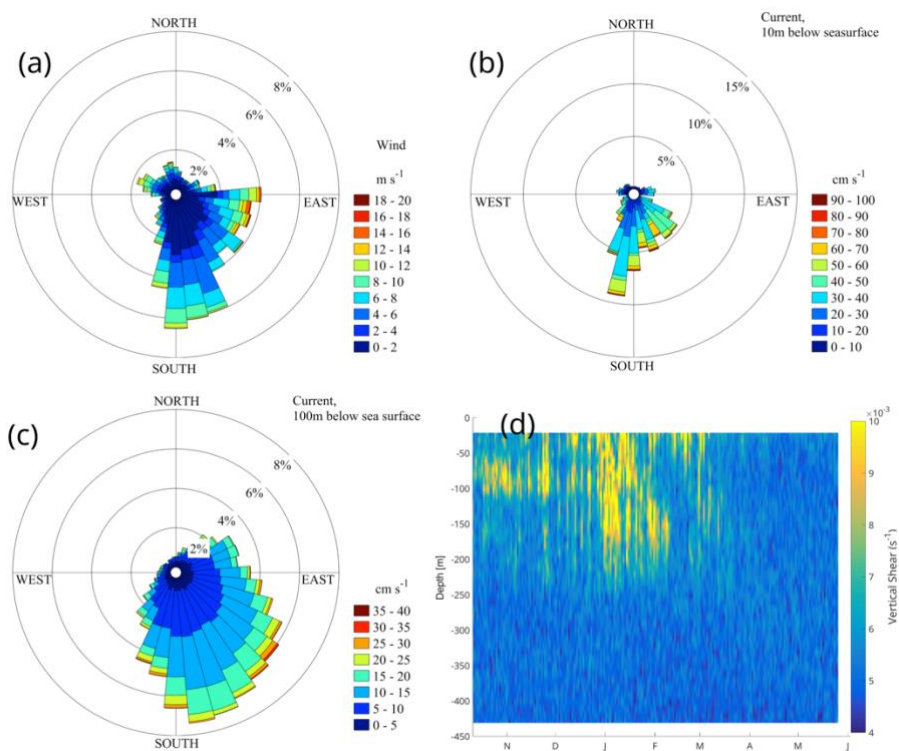 (a)
NORTH
8%
6%
4%
2%
WEST
EAST
SOUTH
Wind
m s-1
18 - 20
16 - 18
14 - 16
12 - 14
10 - 12
8 - 10
6 - 8
4 - 6
2 - 4
0 - 2
(b)
NORTH
Current,
10m below seasurface
15%
10%
5%
WEST
EAST
SOUTH
cm s-1
90 - 100
80 - 90
70 - 80
60 - 70
50 - 60
40 - 50
30 - 40
20 - 30
10 - 20
0 - 10
(c)
NORTH
Current,
100m below sea surface
8%
6%
4%
2%
WEST
EAST
SOUTH
cm s-1
35 - 40
30 - 35
25 - 30
20 - 25
15 - 20
10 - 15
5 - 10
0 - 5
(d)
0
-50
-100
-150
-200
-250
-300
-350
-400
-450
Depth [m]
N D J F M A M J
×10-3
10
9
8
7
6
5
4
Vertical Shear (s-1)